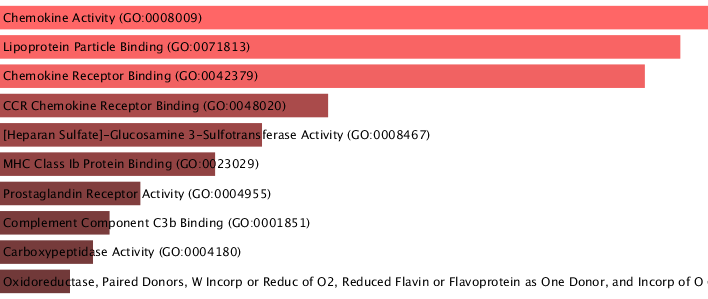 Chemokine Activity (GO:0008009)
Lipoprotein Particle Binding (GO:0071813)
Chemokine Receptor Binding (GO:0042379)
CCR Chemokine Receptor Binding (GO:0048020)
[Heparan Sulfate]-Glucosamine 3-Sulfotransferase Activity (GO:0008467)
MHC Class Ib Protein Binding (GO:0023029)
Prostaglandin Receptor Activity (GO:0004955)
Complement Component C3b Binding (GO:0001851)
Carboxypeptidase Activity (GO:0004180)
Oxidoreductase, Paired Donors, W Incorp or Reduc of O2, Reduced Flavin or Flavoprotein as One Donor, and Incorp of O